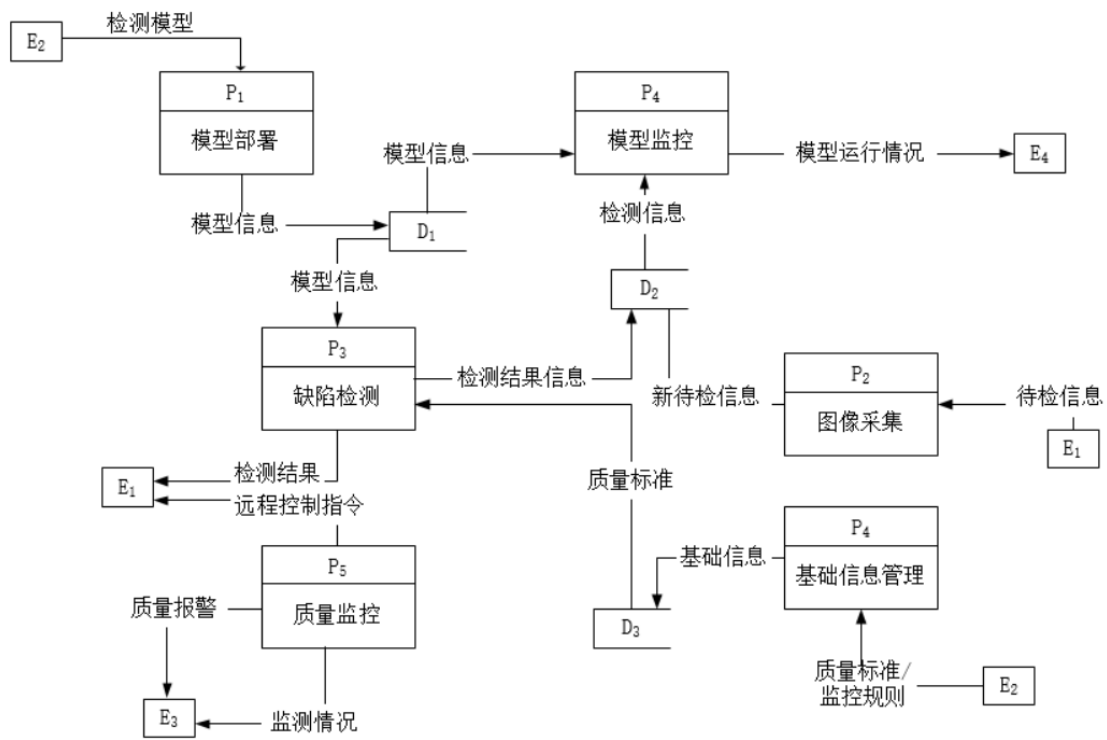 检测模型
E₂
P₁
模型部署
P₄
模型监控
模型信息
模型运行情况
E₄
模型信息
D₁
检测信息
模型信息
D₂
P₃
缺陷检测
检测结果信息
新待检信息
P₂
图像采集
待检信息
E₁
检测结果
E₁
远程控制指令
质量标准
P₄
基础信息管理
基础信息
P₅
质量监控
质量报警
D₃
质量标准/
监控规则
E₂
E₃
监测情况